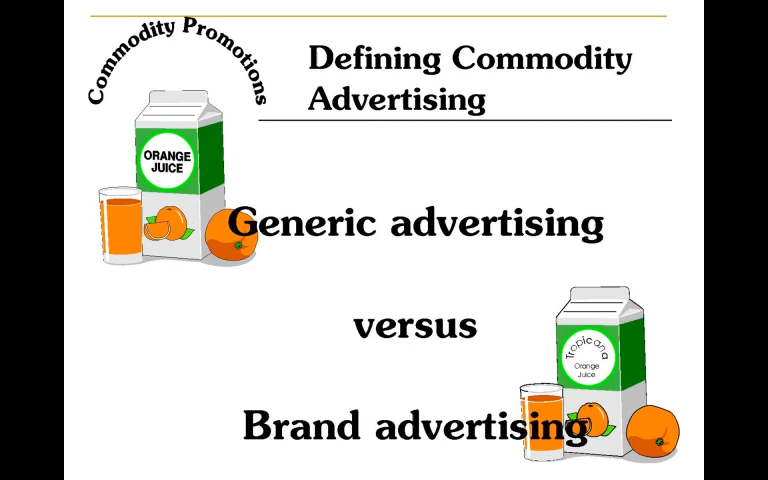 Commodity Promotions
Defining Commodity
Advertising
ORANGE
JUICE
Generic advertising
versus
Tropicana
Orange
Juice
Brand advertising